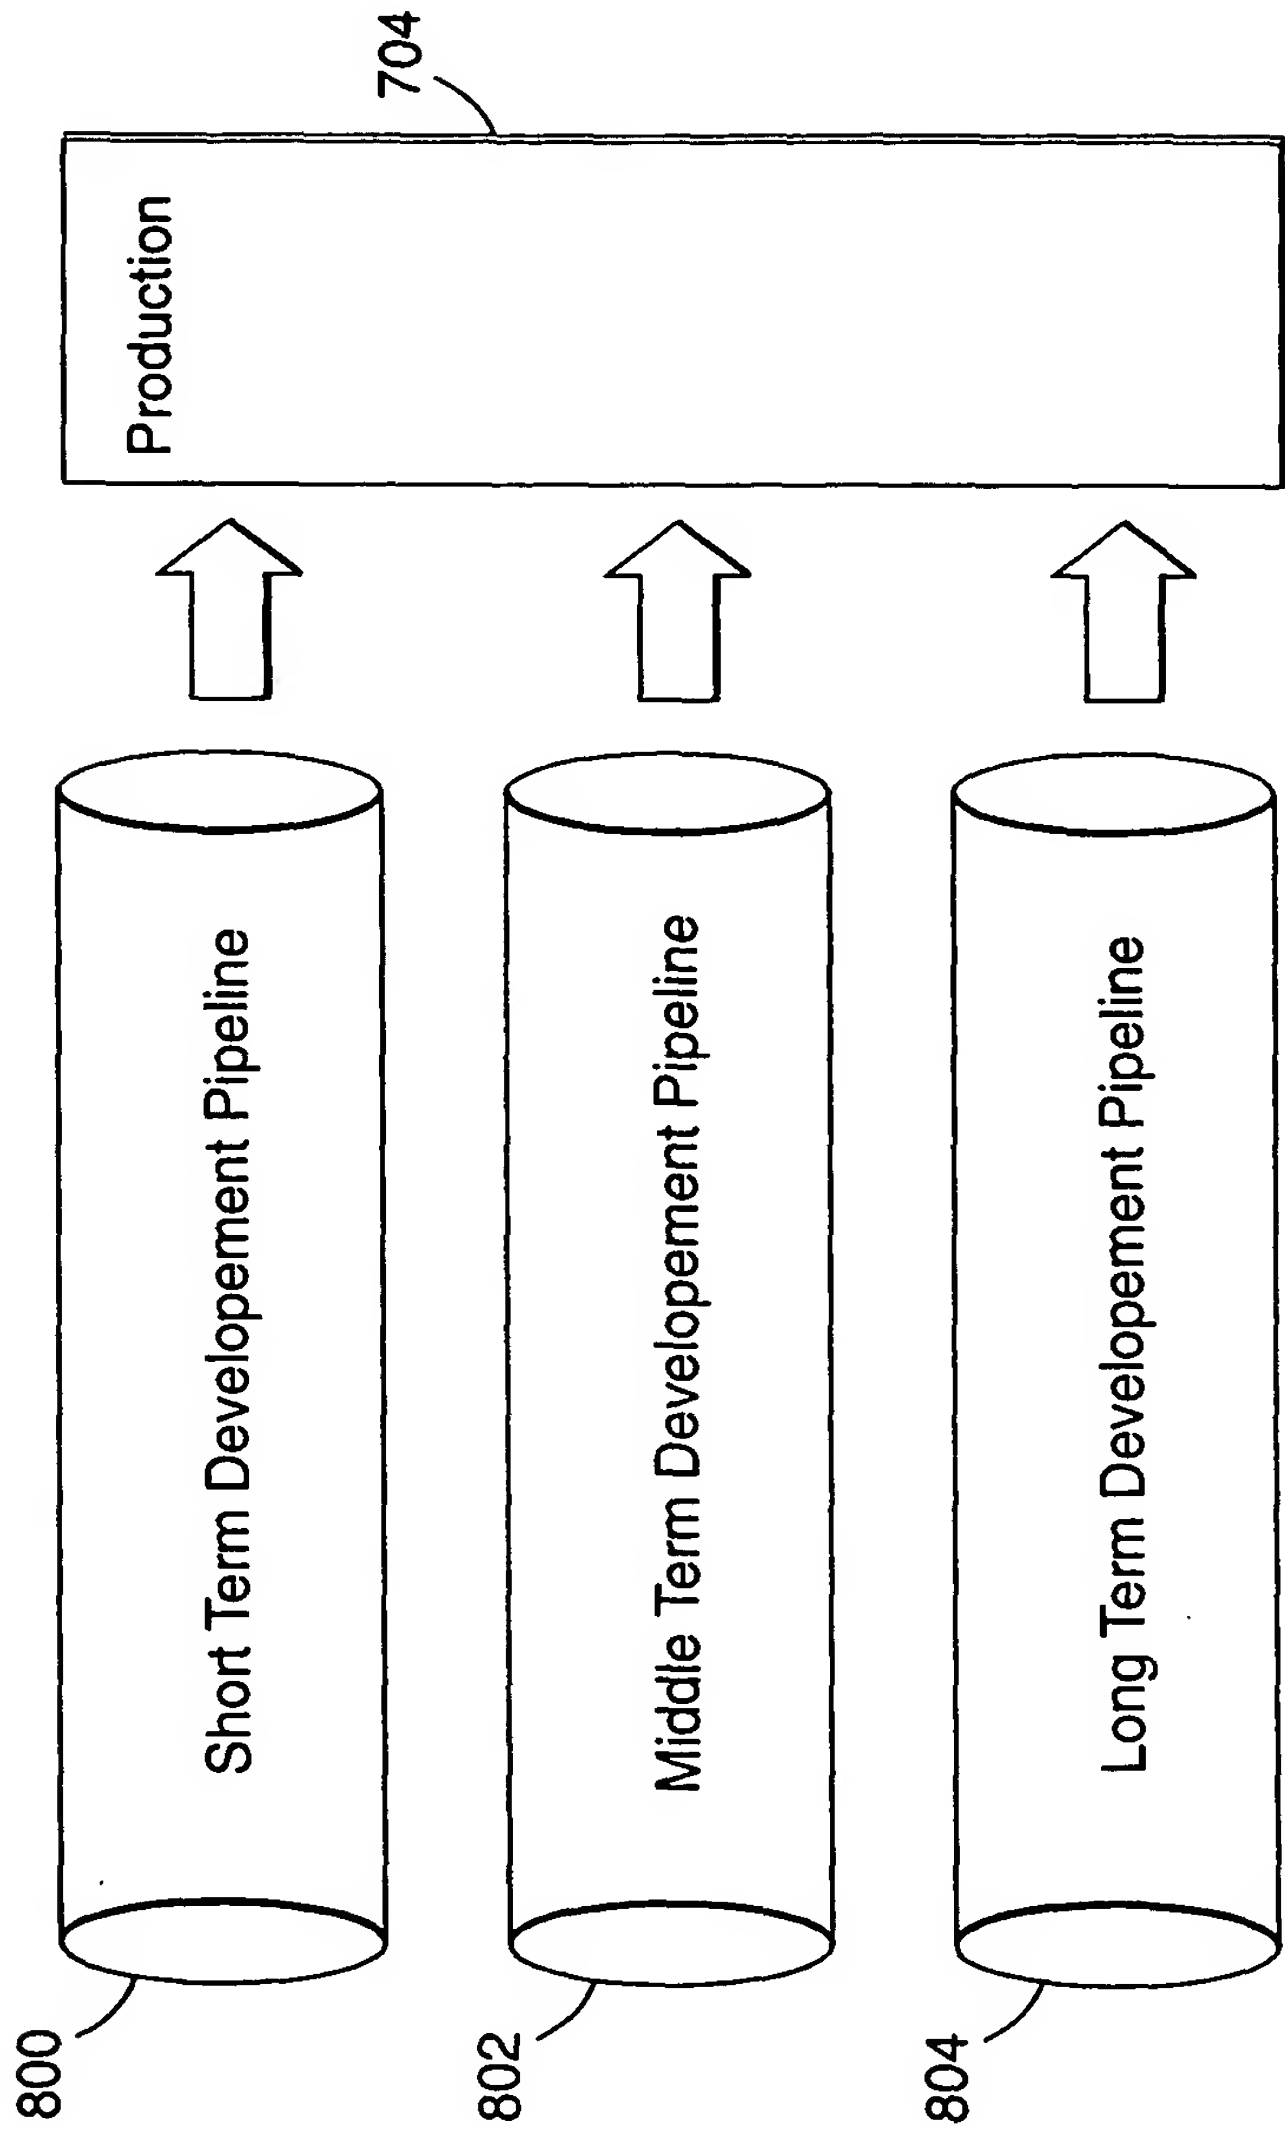 800
Short Term Developement Pipeline
802
Middle Term Developement Pipeline
804
Long Term Developement Pipeline
Production
704